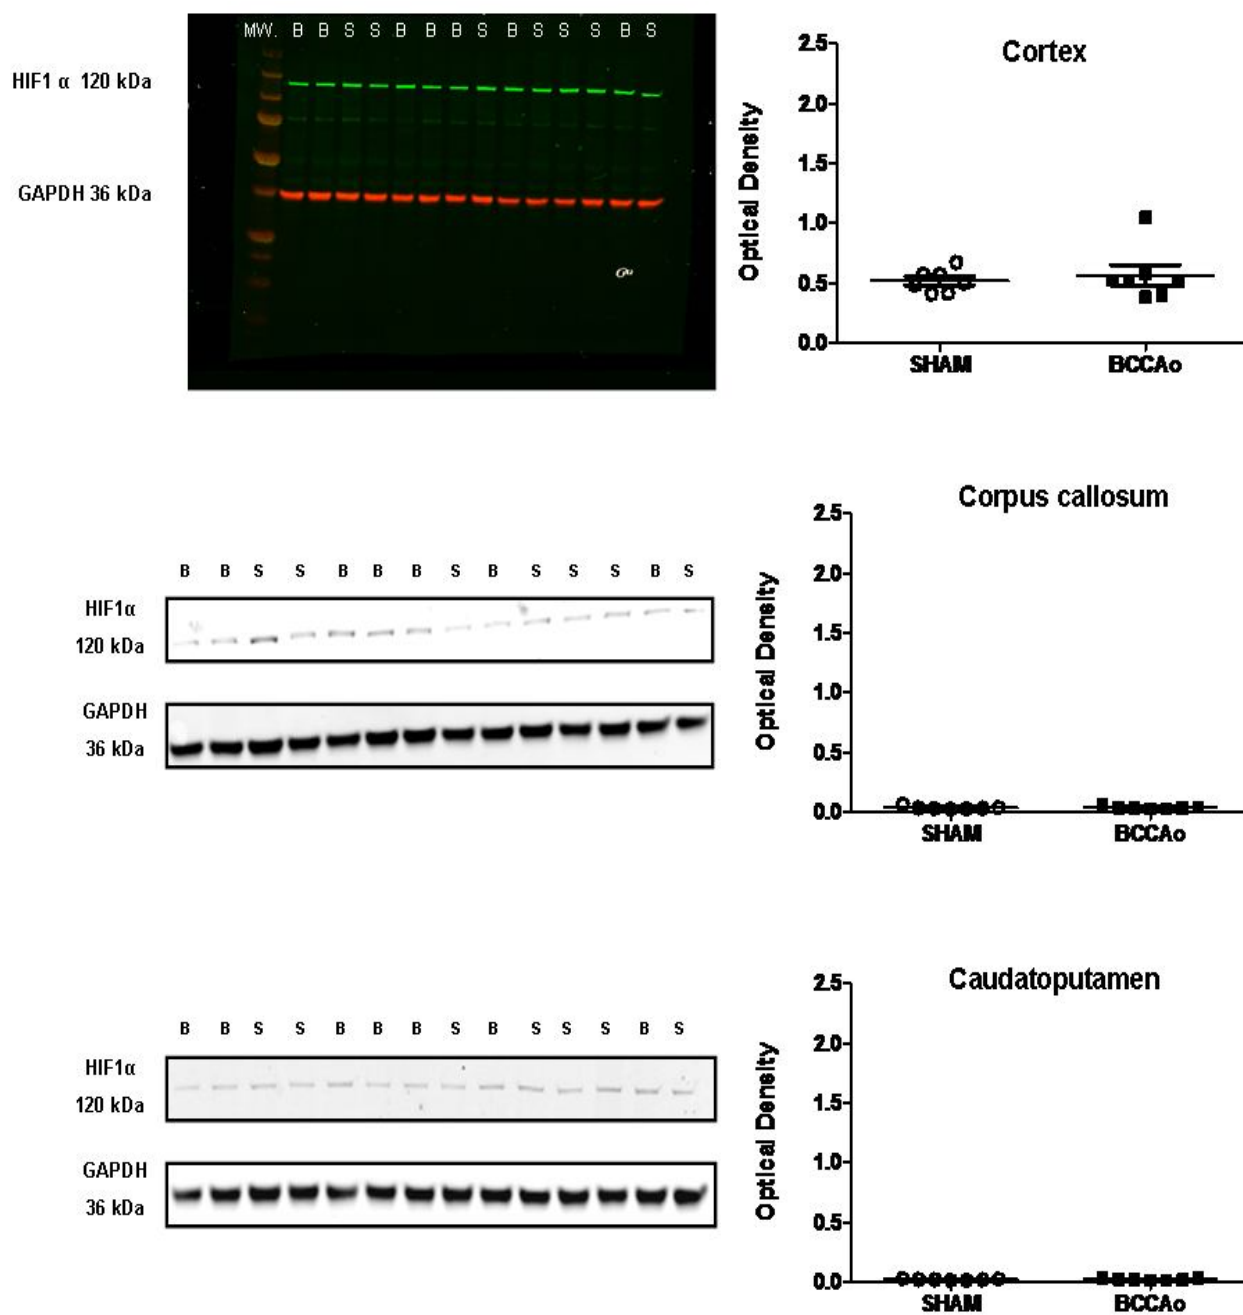 MW. B B S S B B B S B S S S B S
HIF1 α 120 kDa
GAPDH 36 kDa
Cortex
Optical Density
2.5
2.0
1.5
1.0
0.5
0.0
SHAM BCCAo
B B S S B B B S B S S S B S
HIF1α
120 kDa
GAPDH
36 kDa
Corpus callosum
Optical Density
2.5
2.0
1.5
1.0
0.5
0.0
SHAM BCCAo
B B S S B B B S B S S S B S
HIF1α
120 kDa
GAPDH
36 kDa
Caudatoputamen
Optical Density
2.5
2.0
1.5
1.0
0.5
0.0
SHAM BCCAo